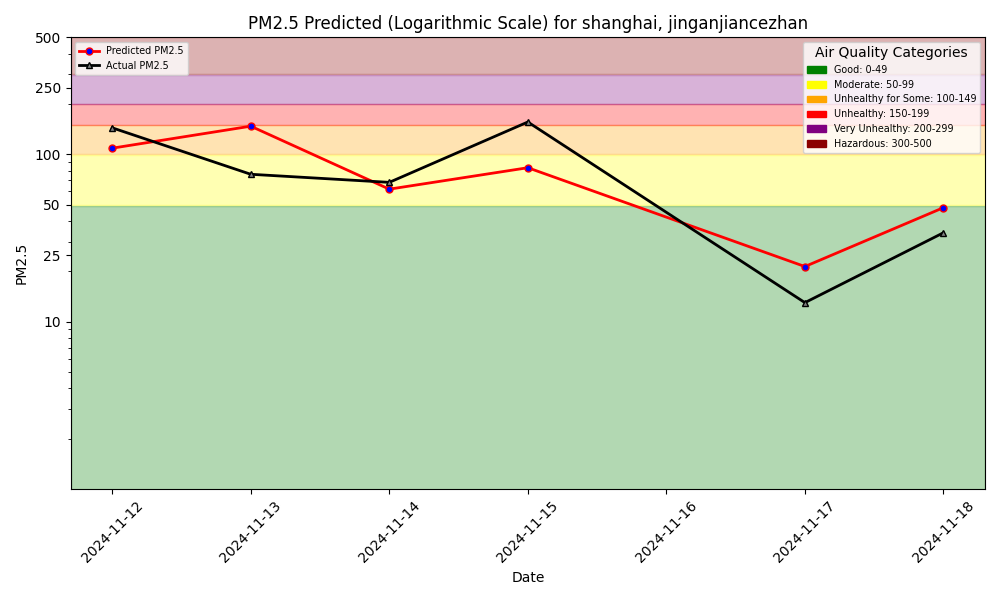 PM2.5 Predicted (Logarithmic Scale) for shanghai, jinganjiancezhan
Predicted PM2.5
Actual PM2.5
Air Quality Categories
Good: 0-49
Moderate: 50-99
Unhealthy for Some: 100-149
Unhealthy: 150-199
Very Unhealthy: 200-299
Hazardous: 300-500
500
250
100
50
25
10
PM2.5
2024-11-12
2024-11-13
2024-11-14
2024-11-15
2024-11-16
2024-11-17
2024-11-18
Date